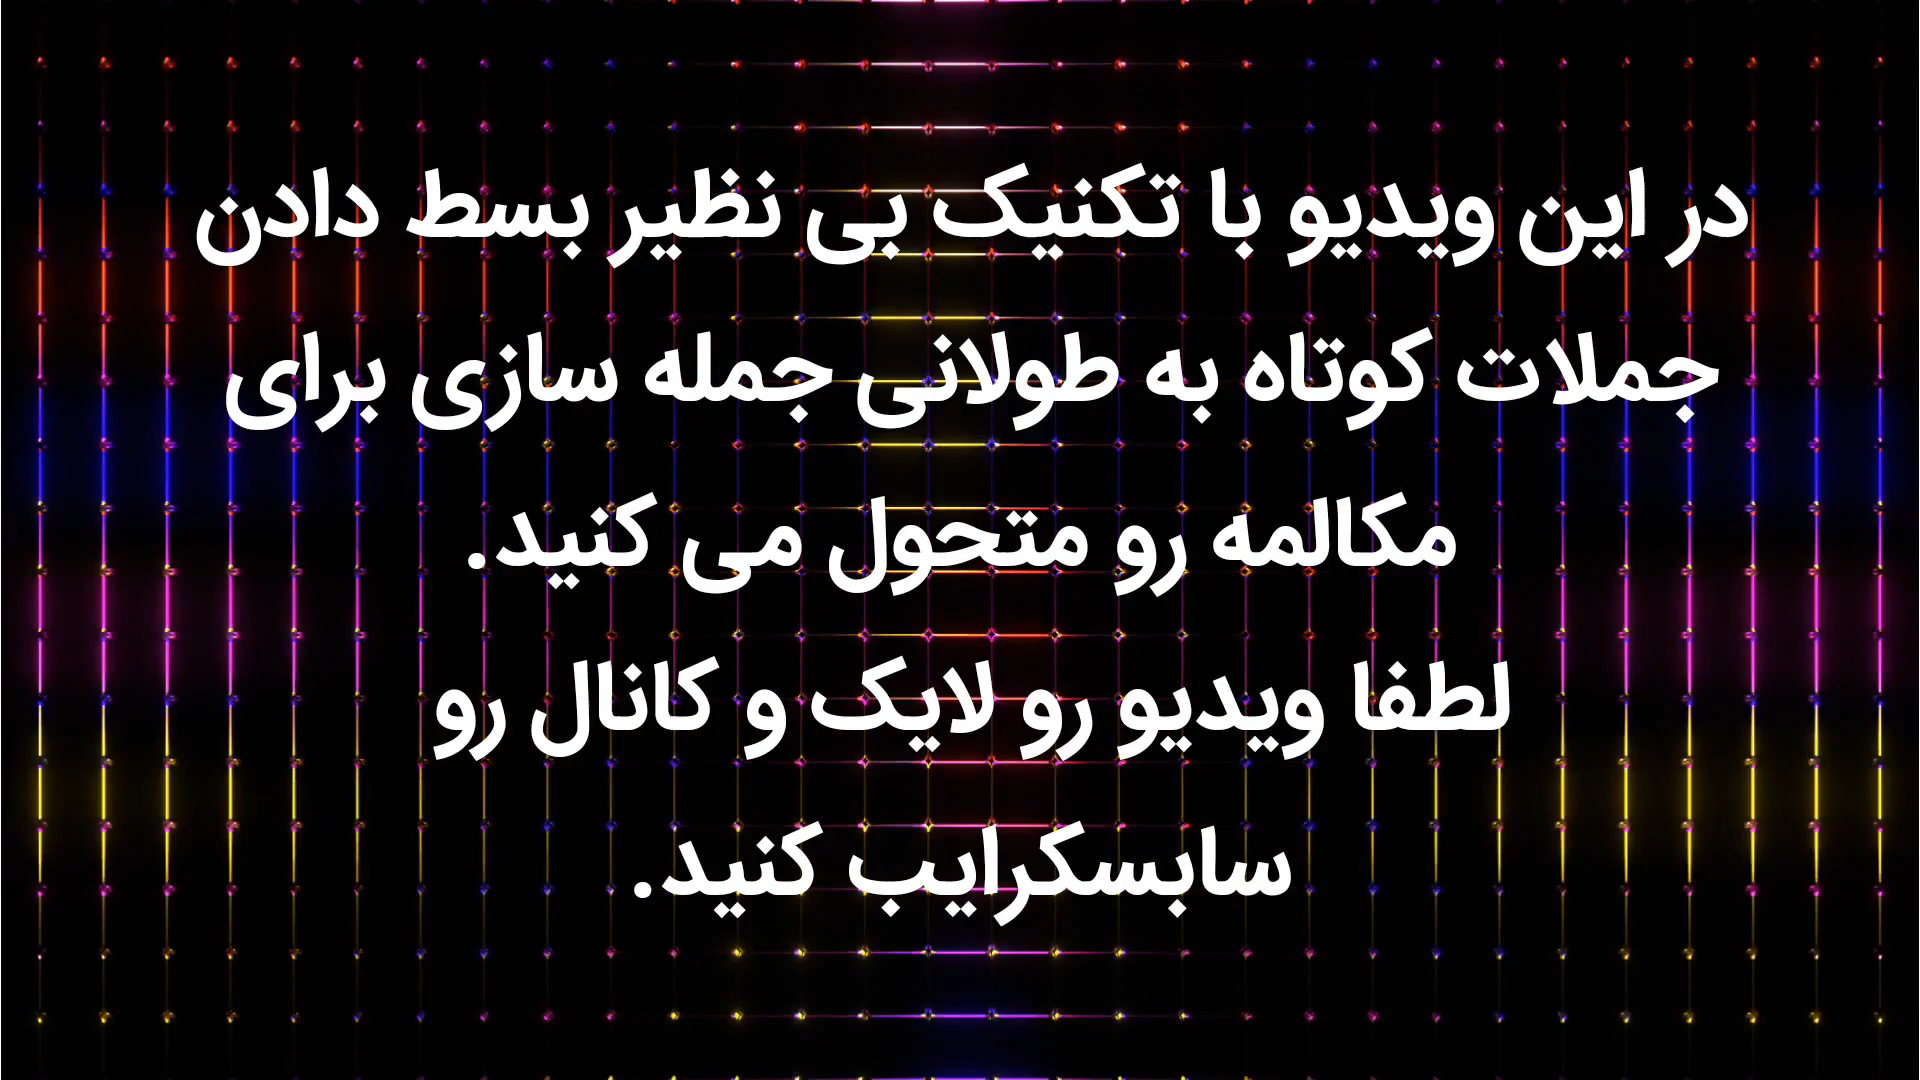 در این ویدیو با تکنیک بی نظیر بسط دادن
جملات کوتاه به طولانی جمله سازی برای
مکالمه رو متحول می کنید.
لطفا ویدیو رو لایک و کانال رو
سابسکرایب کنید.